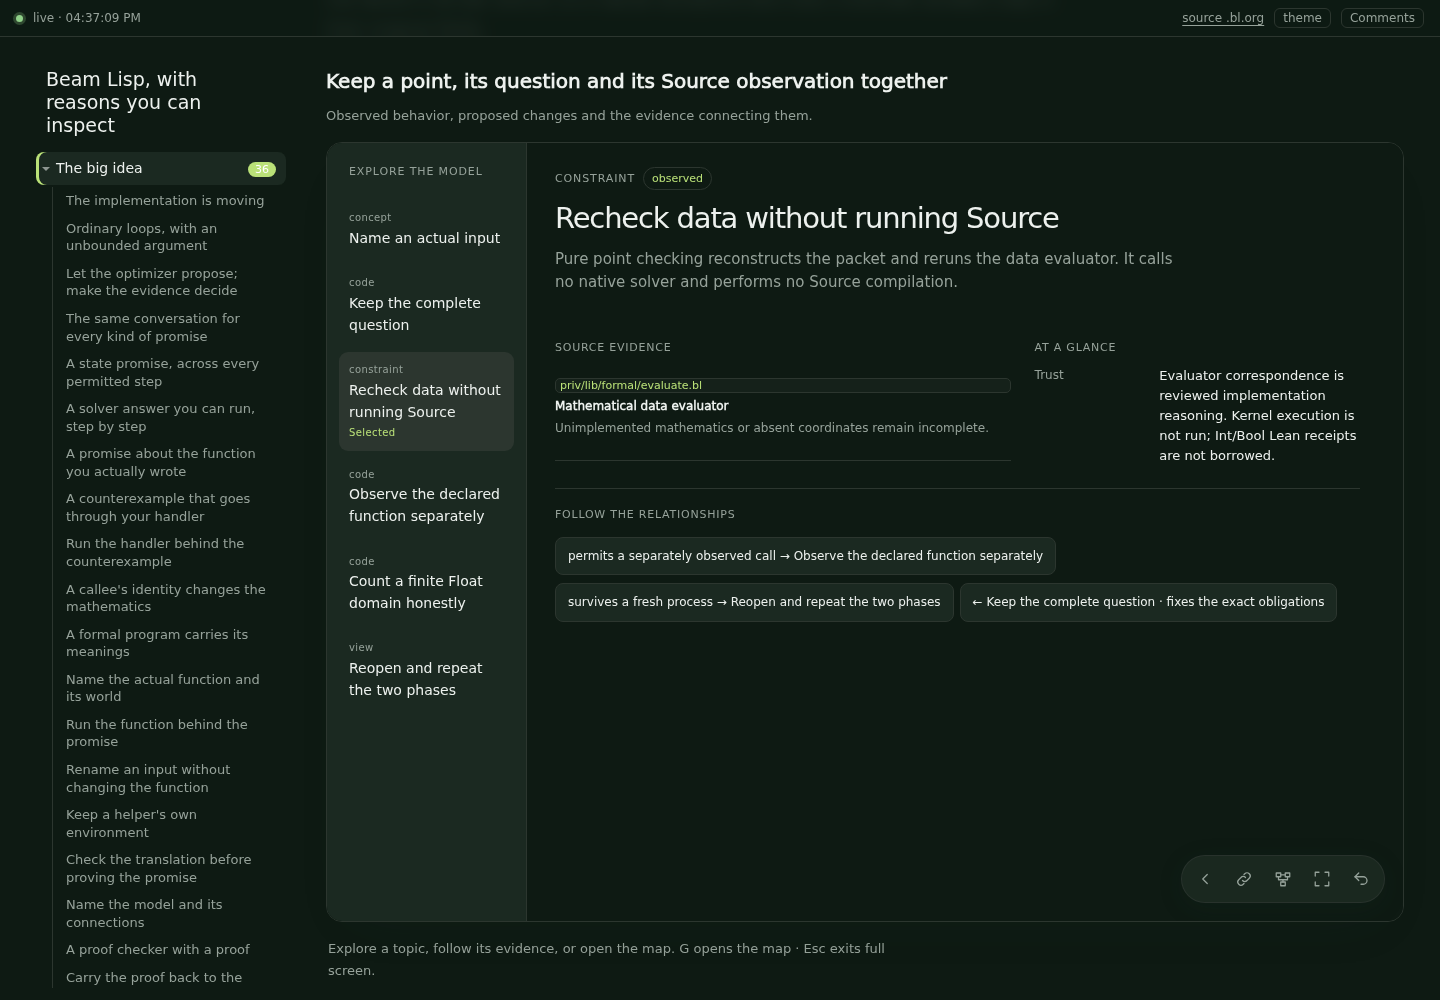 live · 04:37:09 PM
source .bl.org
theme
Comments
Beam Lisp, with
reasons you can
inspect
The big idea
36
The implementation is moving
Ordinary loops, with an
unbounded argument
Let the optimizer propose;
make the evidence decide
The same conversation for
every kind of promise
A state promise, across every
permitted step
A solver answer you can run,
step by step
A promise about the function
you actually wrote
A counterexample that goes
through your handler
Run the handler behind the
counterexample
A callee's identity changes the
mathematics
A formal program carries its
meanings
Name the actual function and
its world
Run the function behind the
promise
Rename an input without
changing the function
Keep a helper's own
environment
Check the translation before
proving the promise
Name the model and its
connections
A proof checker with a proof
Carry the proof back to the
Keep a point, its question and its Source observation together
Observed behavior, proposed changes and the evidence connecting them.
EXPLORE THE MODEL
concept
Name an actual input
code
Keep the complete
question
constraint
Recheck data without
running Source
Selected
code
Observe the declared
function separately
code
Count a finite Float
domain honestly
view
Reopen and repeat
the two phases
CONSTRAINT
observed
Recheck data without running Source
Pure point checking reconstructs the packet and reruns the data evaluator. It calls
no native solver and performs no Source compilation.
SOURCE EVIDENCE
priv/lib/formal/evaluate.bl
Mathematical data evaluator
Unimplemented mathematics or absent coordinates remain incomplete.
AT A GLANCE
Trust
Evaluator correspondence is
reviewed implementation
reasoning. Kernel execution is
not run; Int/Bool Lean receipts
are not borrowed.
FOLLOW THE RELATIONSHIPS
permits a separately observed call → Observe the declared function separately
survives a fresh process → Reopen and repeat the two phases
← Keep the complete question · fixes the exact obligations
Explore a topic, follow its evidence, or open the map. G opens the map · Esc exits full
screen.